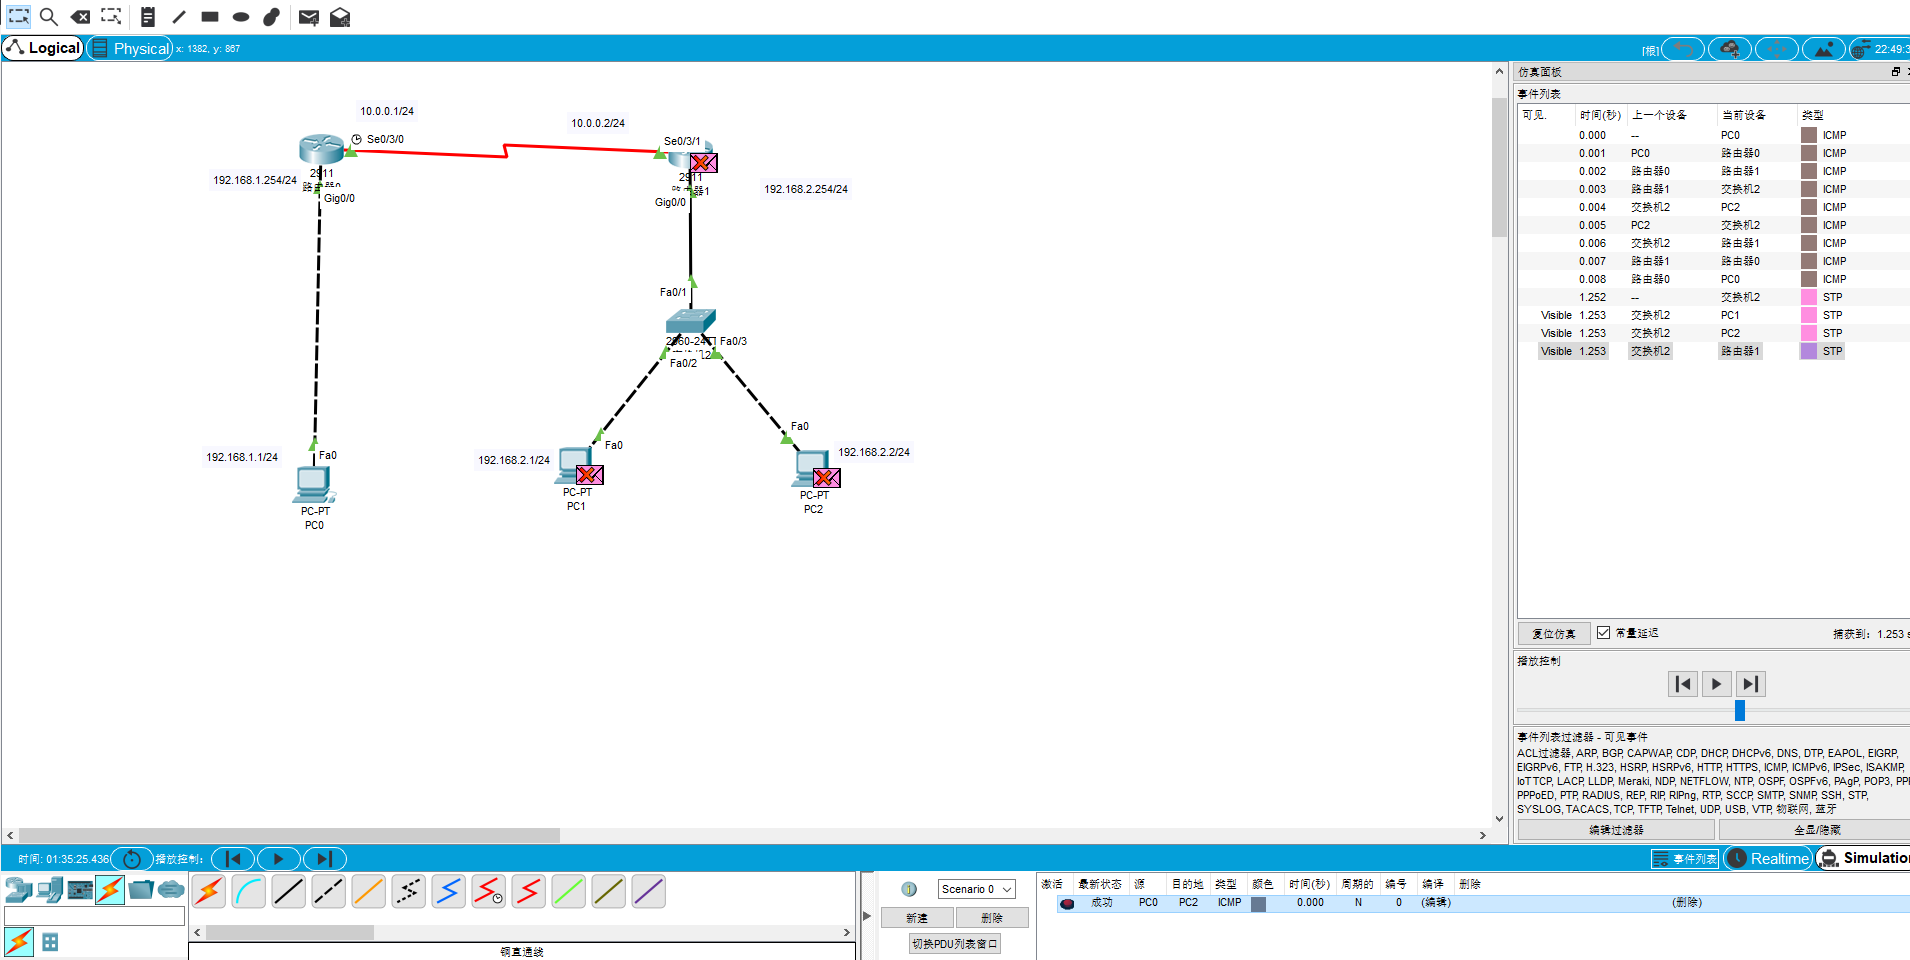 Logical
Physical x: 1382, y: 867
[根]
22:49:3
10.0.0.1/24
10.0.0.2/24
Se0/3/0
Se0/3/1
2911
192.168.1.254/24
Gig0/0
2911
192.168.2.254/24
Gig0/0
Fa0/1
2960-24TT
Fa0/3
Fa0/2
Fa0
192.168.2.2/24
Fa0
192.168.2.1/24
192.168.1.1/24
Fa0
PC-PT
PC1
PC-PT
PC2
PC-PT
PC0
仿真面板
事件列表
可见. 时间(秒) 上一个设备 当前设备 类型
0.000 -- PC0 ICMP
0.001 PC0 路由器0 ICMP
0.002 路由器0 路由器1 ICMP
0.003 路由器1 交换机2 ICMP
0.004 交换机2 PC2 ICMP
0.005 PC2 交换机2 ICMP
0.006 交换机2 路由器1 ICMP
0.007 路由器1 路由器0 ICMP
0.008 路由器0 PC0 ICMP
1.252 -- 交换机2 STP
Visible 1.253 交换机2 PC1 STP
Visible 1.253 交换机2 PC2 STP
Visible 1.253 交换机2 路由器1 STP
复位仿真 常量延迟 捕获到: 1.253 s
播放控制
事件列表过滤器 - 可见事件
ACL过滤器, ARP, BGP, CAPWAP, CDP, DHCP, DHCPv6, DNS, DTP, EAPOL, EIGRP,
EIGRPv6, FTP, H.323, HSRP, HSRPv6, HTTP, HTTPS, ICMP, ICMPv6, IPSec, ISAKMP,
IoT TCP, LACP, LLDP, Meraki, NDP, NETFLOW, NTP, OSPF, OSPFv6, PAgP, POP3, PP
PPPoED, PTP, RADIUS, REP, RIP, RIPng, RTP, SCCP, SMTP, SNMP, SSH, STP,
SYSLOG, TACACS, TCP, TFTP, Telnet, UDP, USB, VTP, 物联网, 蓝牙
编辑过滤器 全显/隐藏
时间: 01:35:25.436 播放控制:
事件列表 Realtime Simulatio
Scenario 0
新建 删除
切换PDU列表窗口
铜直通线
激活 最新状态 源 目的地 类型 颜色 时间(秒) 周期的 编号 编译 删除
成功 PC0 PC2 ICMP 0.000 N 0 (编辑) (删除)